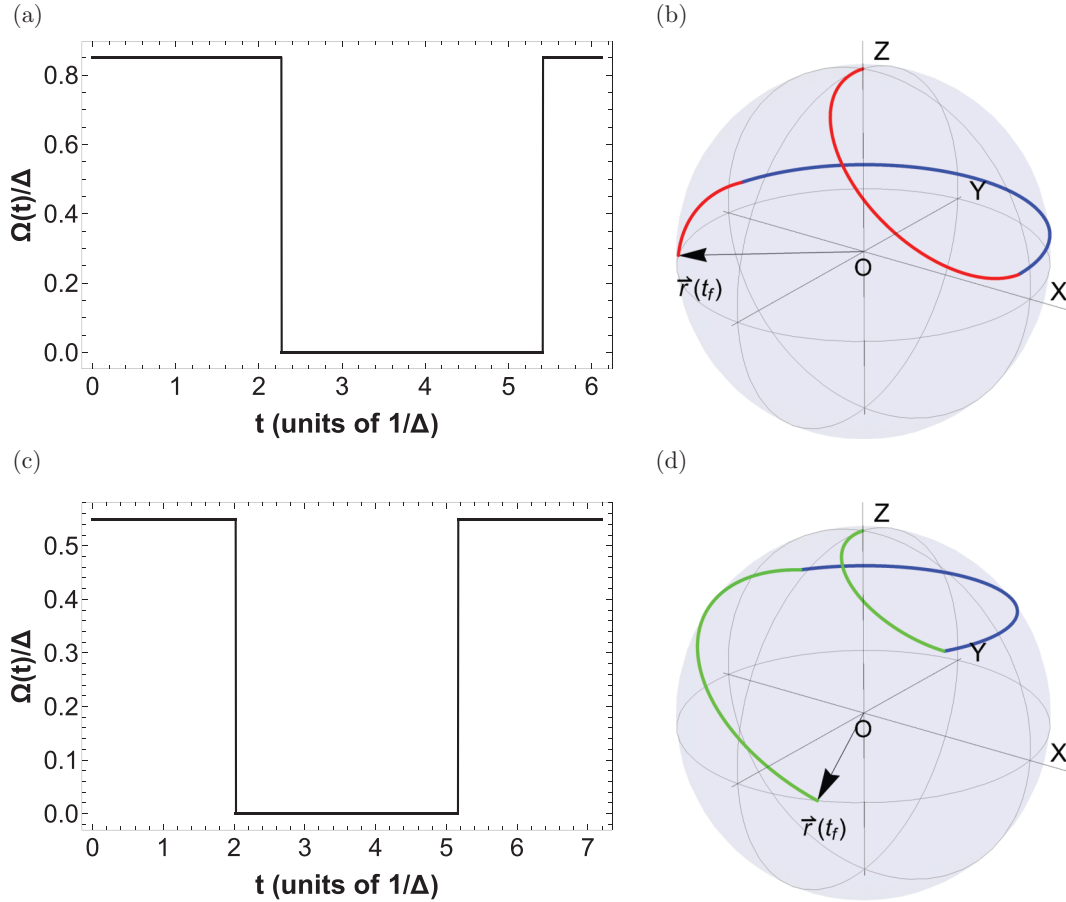 (a)
Ω(t)/Δ
0.8
0.6
0.4
0.2
0.0
0 1 2 3 4 5 6
t (units of 1/Δ)
(b)
Z
Y
X
O
r⃗(t_f)
(c)
Ω(t)/Δ
0.5
0.4
0.3
0.2
0.1
0.0
0 1 2 3 4 5 6 7
t (units of 1/Δ)
(d)
Z
Y
X
O
r⃗(t_f)